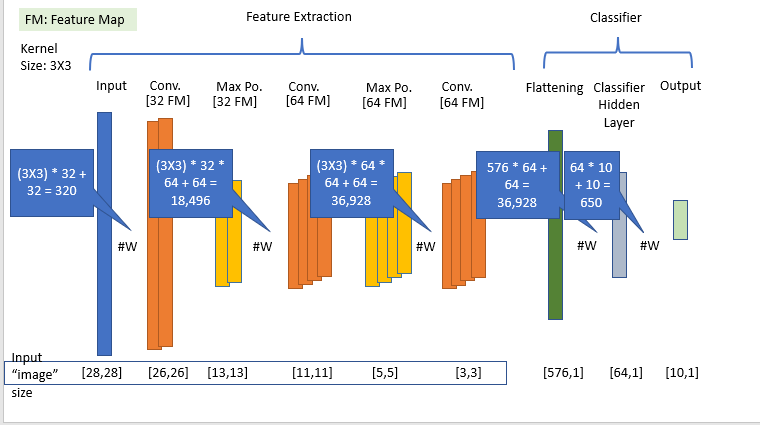 FM: Feature Map
Feature Extraction
Classifier
Kernel
Size: 3X3
Input
Conv.
[32 FM]
Max Po.
[32 FM]
Conv.
[64 FM]
Max Po.
[64 FM]
Conv.
[64 FM]
Flattening
Classifier
Hidden
Layer
Output
(3X3) * 32 +
32 = 320
(3X3) * 32 *
64 + 64 =
18,496
(3X3) * 64 *
64 + 64 =
36,928
576 * 64 +
64 =
36,928
64 * 10
+ 10 =
650
#W
#W
#W
#W
#W
Input
“image”
size
[28,28]
[26,26]
[13,13]
[11,11]
[5,5]
[3,3]
[576,1]
[64,1]
[10,1]